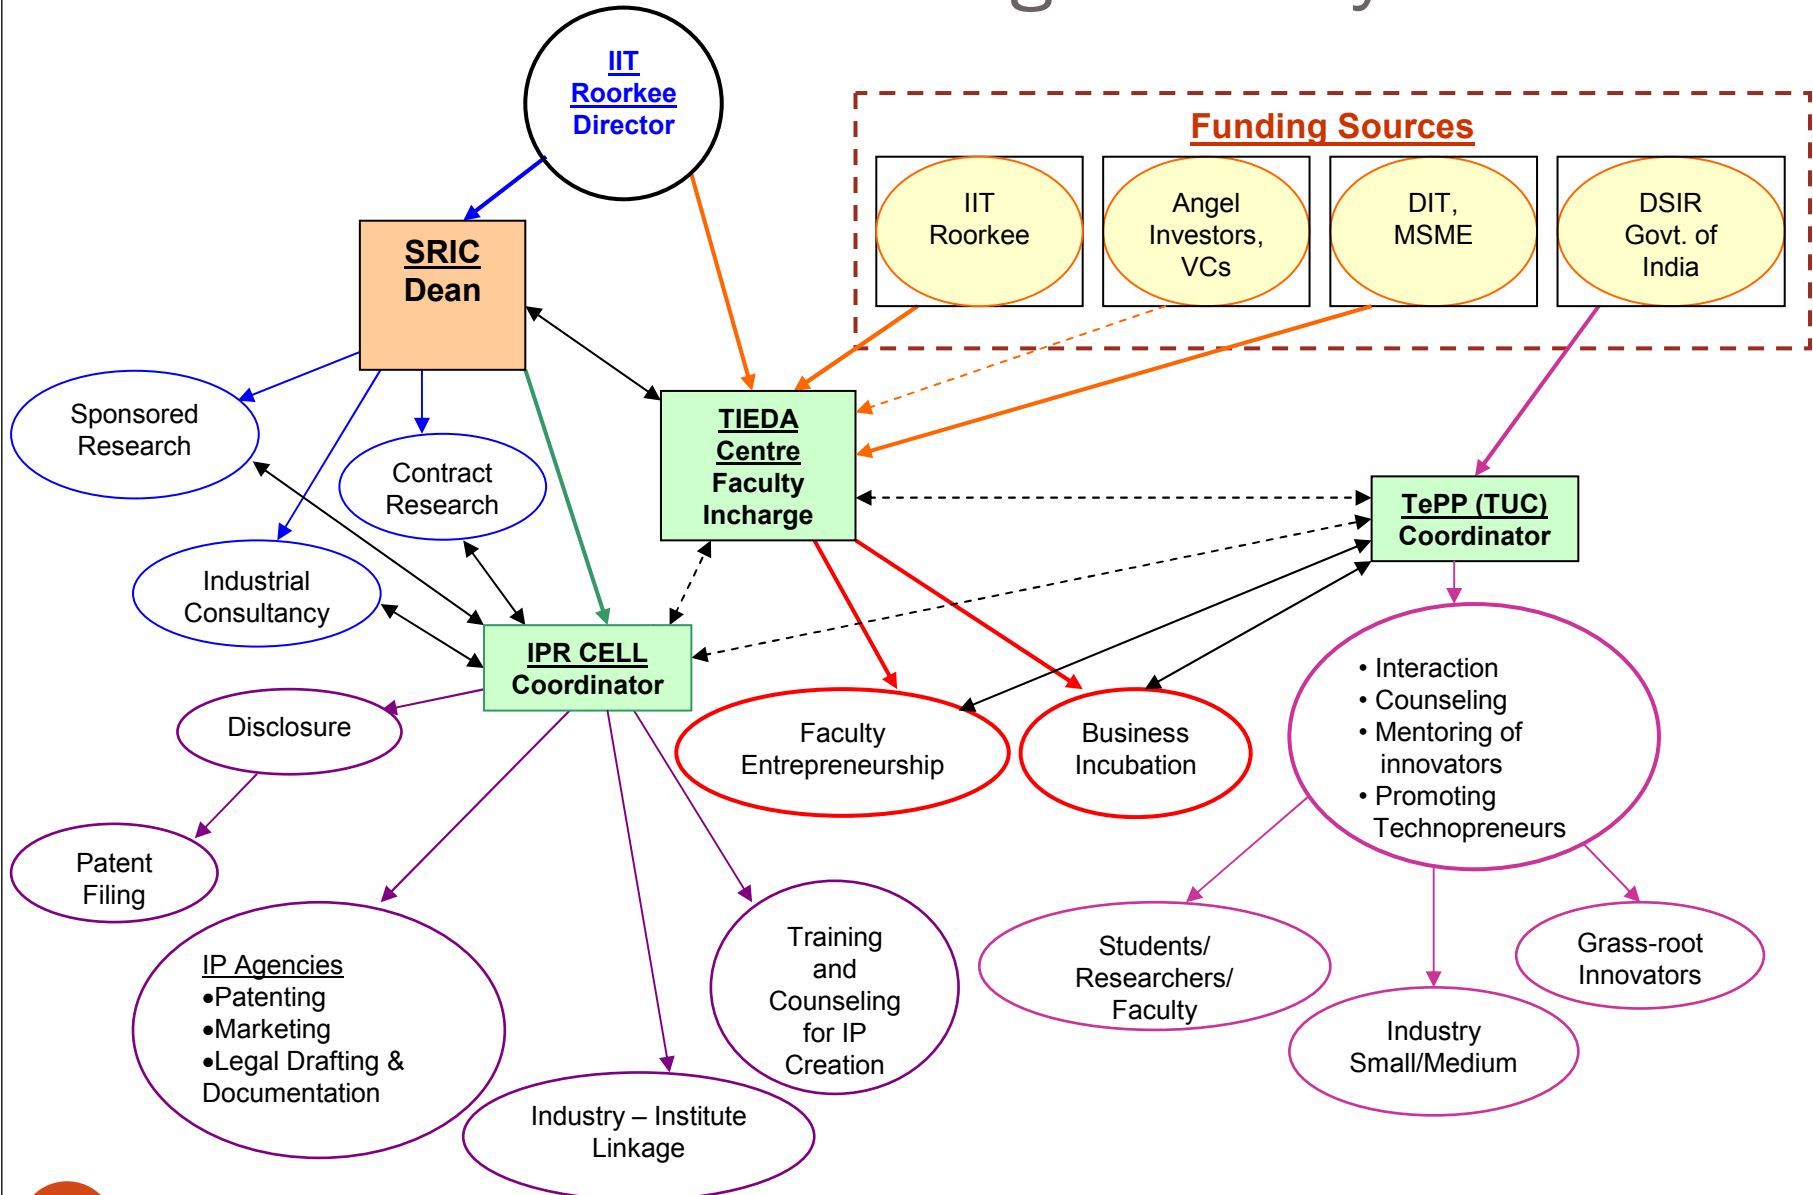 IIT
Roorkee
Director
Funding Sources
IIT
Roorkee
Angel
Investors,
VCs
DIT,
MSME
DSIR
Govt. of
India
SRIC
Dean
Sponsored
Research
Contract
Research
Industrial
Consultancy
TIEDA
Centre
Faculty
Incharge
TePP (TUC)
Coordinator
IPR CELL
Coordinator
Disclosure
Patent
Filing
Faculty
Entrepreneurship
Business
Incubation
• Interaction
• Counseling
• Mentoring of
innovators
• Promoting
Technopreneurs
IP Agencies
•Patenting
•Marketing
•Legal Drafting &
Documentation
Training
and
Counseling
for IP
Creation
Industry – Institute
Linkage
Students/
Researchers/
Faculty
Industry
Small/Medium
Grass-root
Innovators